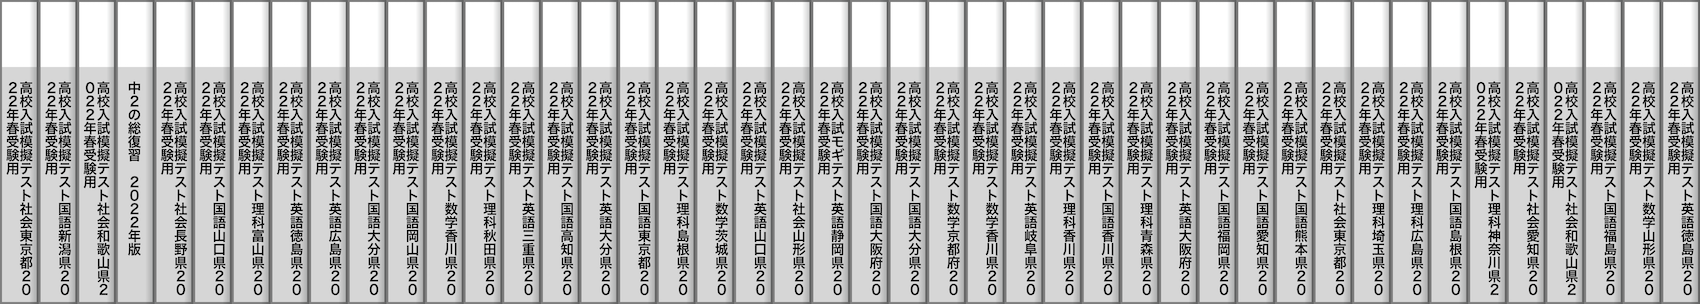 高校入試模擬テスト英語徳島県20
22年春受験用
高校入試模擬テスト数学山形県20
22年春受験用
高校入試模擬テスト国語福島県20
22年春受験用
高校入試模擬テスト社会和歌山県2
022年春受験用
高校入試模擬テスト社会愛知県20
22年春受験用
高校入試模擬テスト理科神奈川県2
022年春受験用
高校入試模擬テスト国語島根県20
22年春受験用
高校入試模擬テスト理科広島県20
22年春受験用
高校入試模擬テスト理科埼玉県20
22年春受験用
高校入試模擬テスト社会東京都20
22年春受験用
高校入試模擬テスト国語熊本県20
22年春受験用
高校入試模擬テスト国語愛知県20
22年春受験用
高校入試模擬テスト国語福岡県20
22年春受験用
高校入試模擬テスト英語大阪府20
22年春受験用
高校入試模擬テスト理科青森県20
22年春受験用
高校入試模擬テスト国語香川県20
22年春受験用
高校入試模擬テスト理科香川県20
22年春受験用
高校入試模擬テスト英語岐阜県20
22年春受験用
高校入試模擬テスト数学香川県20
22年春受験用
高校入試模擬テスト数学京都府20
22年春受験用
高校入試模擬テスト国語大分県20
22年春受験用
高校入試模擬テスト国語大阪府20
22年春受験用
高校入試モギテスト英語静岡県20
22年春受験用
高校入試模擬テスト社会山形県20
22年春受験用
高校入試模擬テスト英語山口県20
22年春受験用
高校入試模擬テスト数学茨城県20
22年春受験用
高校入試模擬テスト理科島根県20
22年春受験用
高校入試模擬テスト国語東京都20
22年春受験用
高校入試模擬テスト英語大分県20
22年春受験用
高校入試模擬テスト国語高知県20
22年春受験用
高校入試模擬テスト英語三重県20
22年春受験用
高校入試模擬テスト理科秋田県20
22年春受験用
高校入試模擬テスト数学香川県20
22年春受験用
高校入試模擬テスト国語岡山県20
22年春受験用
高校入試模擬テスト国語大分県20
22年春受験用
高校入試模擬テスト英語広島県20
22年春受験用
高校入試模擬テスト英語徳島県20
22年春受験用
高校入試模擬テスト理科富山県20
22年春受験用
高校入試模擬テスト国語山口県20
22年春受験用
高校入試模擬テスト社会長野県20
22年春受験用
中2の総復習 2022年版
高校入試模擬テスト社会和歌山県2
022年春受験用
高校入試模擬テスト国語新潟県20
22年春受験用
高校入試模擬テスト社会東京都20
22年春受験用